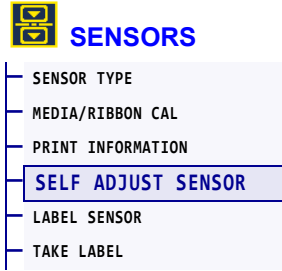 SENSORS
SENSOR TYPE
MEDIA/RIBBON CAL
PRINT INFORMATION
SELF ADJUST SENSOR
LABEL SENSOR
TAKE LABEL